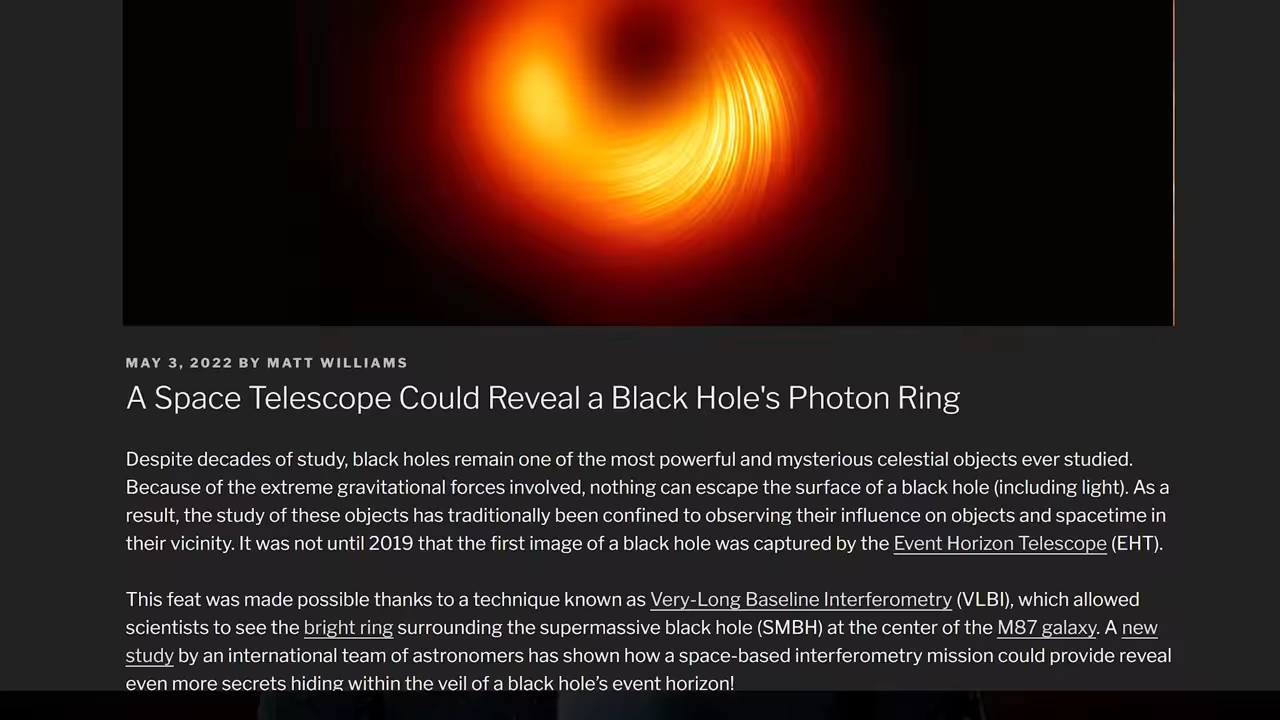 MAY 3, 2022 BY MATT WILLIAMS
A Space Telescope Could Reveal a Black Hole's Photon Ring
Despite decades of study, black holes remain one of the most powerful and mysterious celestial objects ever studied.
Because of the extreme gravitational forces involved, nothing can escape the surface of a black hole (including light). As a
result, the study of these objects has traditionally been confined to observing their influence on objects and spacetime in
their vicinity. It was not until 2019 that the first image of a black hole was captured by the Event Horizon Telescope (EHT).
This feat was made possible thanks to a technique known as Very-Long Baseline Interferometry (VLBI), which allowed
scientists to see the bright ring surrounding the supermassive black hole (SMBH) at the center of the M87 galaxy. A new
study by an international team of astronomers has shown how a space-based interferometry mission could provide reveal
even more secrets hiding within the veil of a black hole’s event horizon!